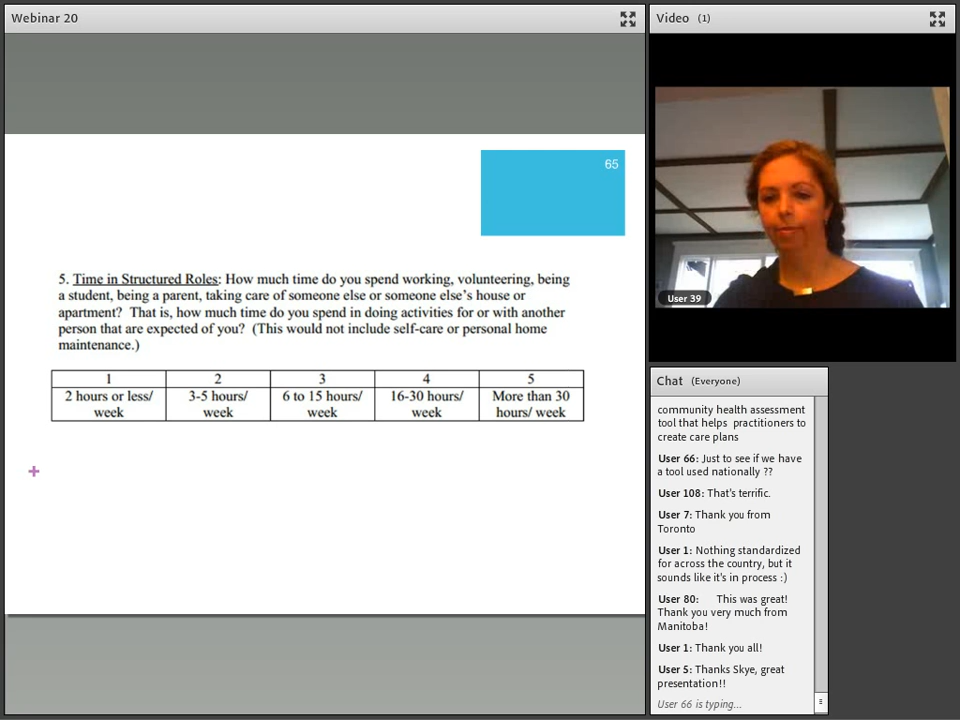 Webinar 20
65
5. Time in Structured Roles: How much time do you spend working, volunteering, being
a student, being a parent, taking care of someone else or someone else's house or
apartment? That is, how much time do you spend in doing activities for or with another
person that are expected of you? (This would not include self-care or personal home
maintenance.)
1 2 3 4 5
2 hours or less/ 3-5 hours/ 6 to 15 hours/ 16-30 hours/ More than 30
week week week week hours/ week
Video (1)
User 39
Chat (Everyone)
community health assessment
tool that helps practitioners to
create care plans
User 66: Just to see if we have
a tool used nationally ??
User 108: That's terrific.
User 7: Thank you from
Toronto
User 1: Nothing standardized
for across the country, but it
sounds like it's in process :)
User 80: This was great!
Thank you very much from
Manitoba!
User 1: Thank you all!
User 5: Thanks Skye, great
presentation!!
User 66 is typing...